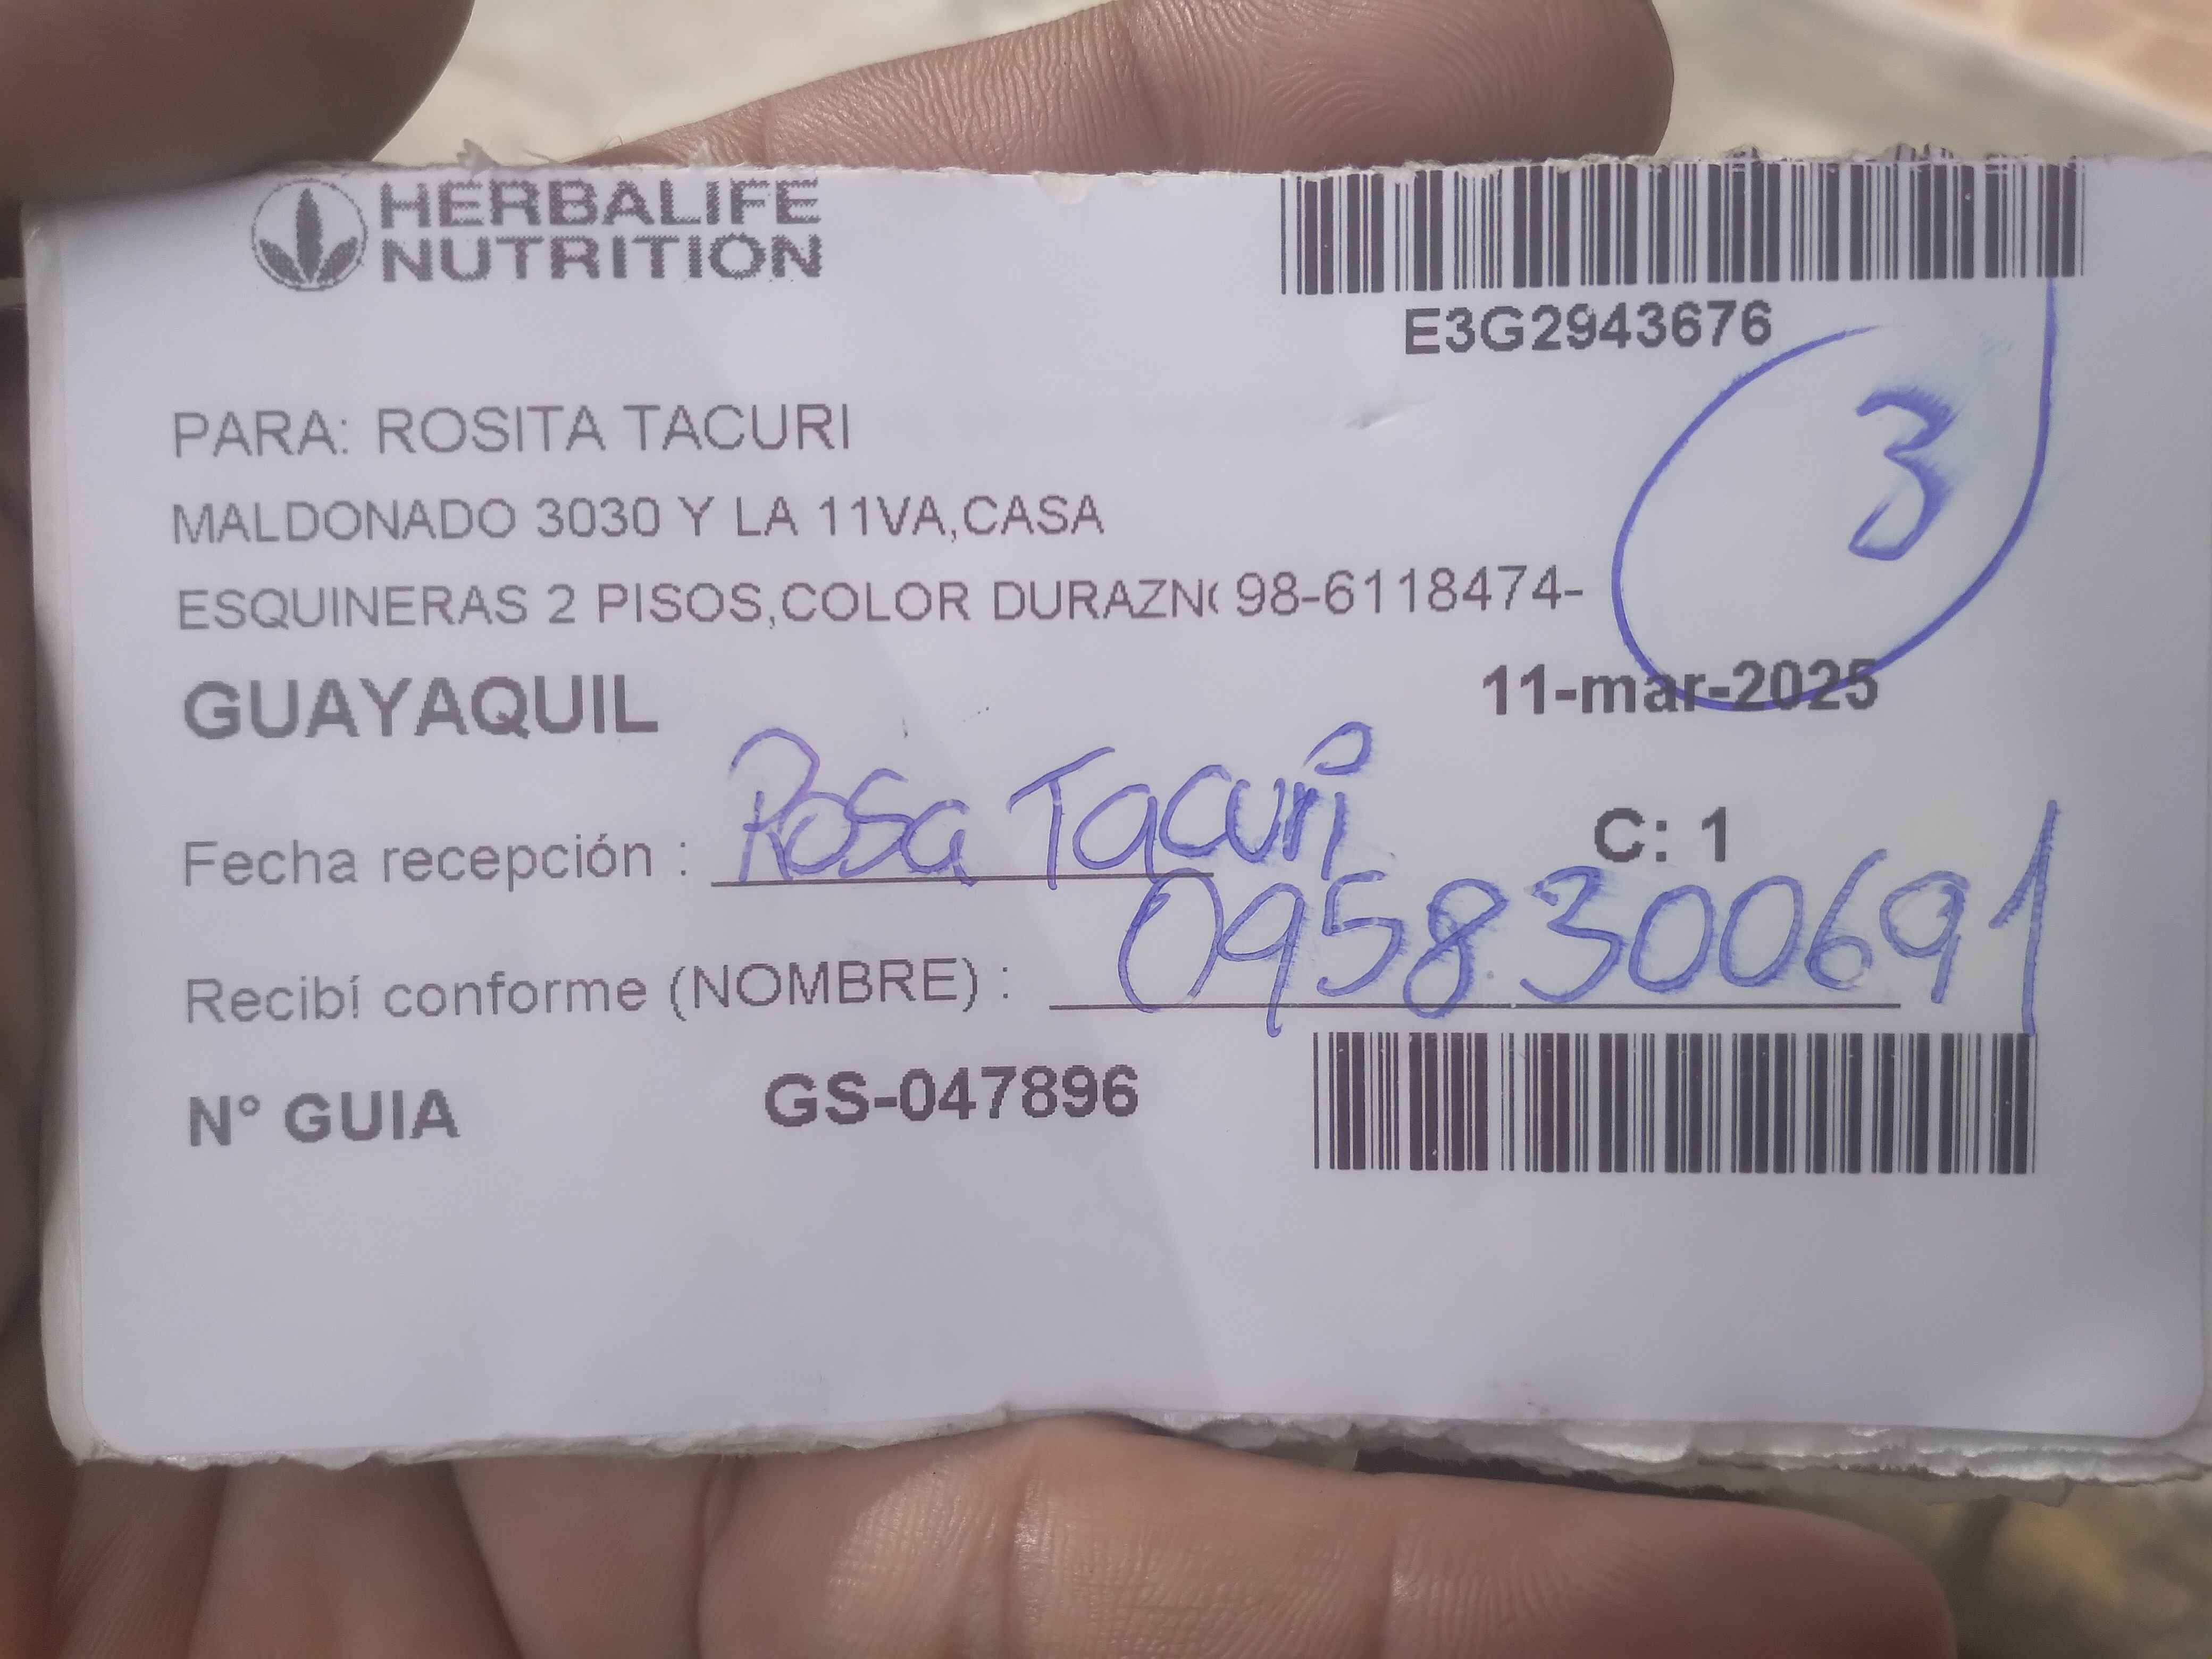 HERBALIFE
NUTRITION
E3G2943676
3
PARA: ROSITA TACURI
MALDONADO 3030 Y LA 11VA,CASA
ESQUINERAS 2 PISOS,COLOR DURAZN 98-6118474-
GUAYAQUIL 11-mar-2025
Fecha recepción : Rosa Tacuri C: 1
Recibí conforme (NOMBRE) : 0958300691
N° GUIA GS-047896